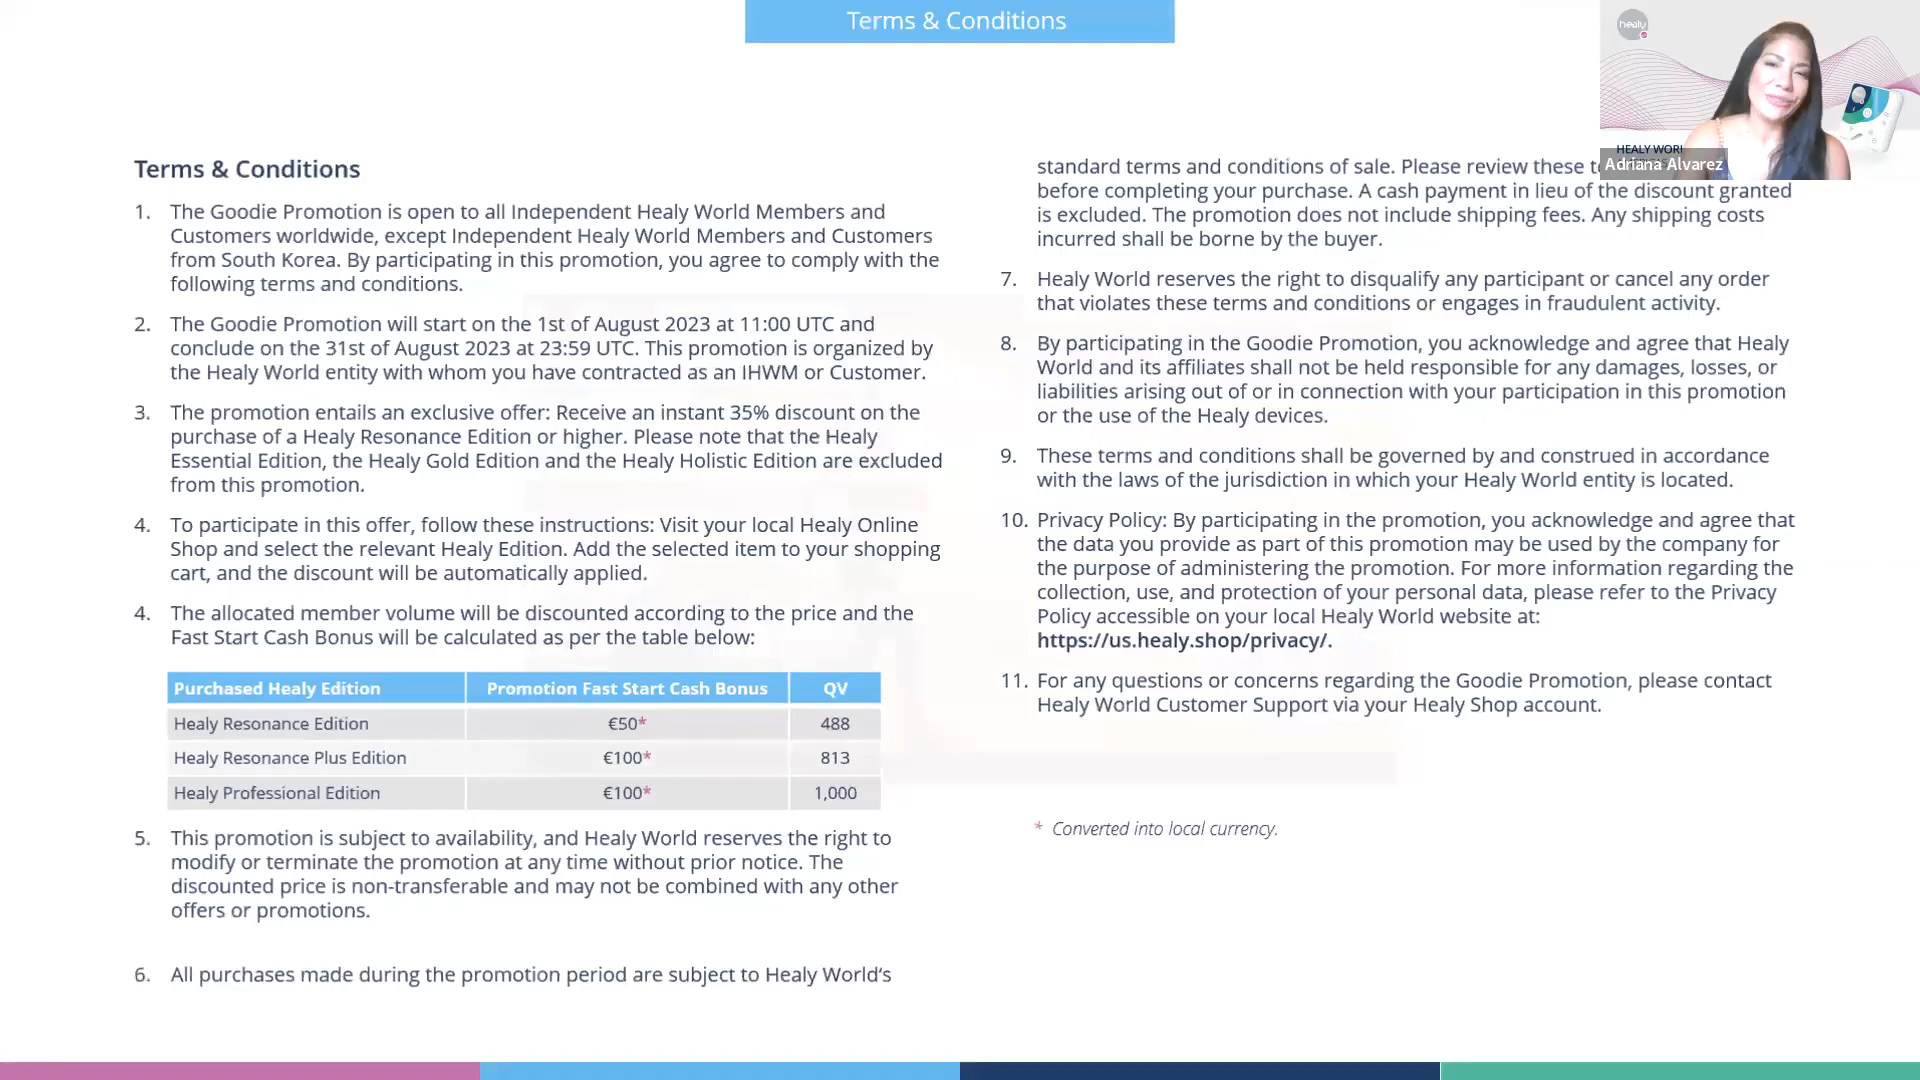 Terms & Conditions
healy
HEALY WORL
Adriana Alvarez
Terms & Conditions
1. The Goodie Promotion is open to all Independent Healy World Members and
Customers worldwide, except Independent Healy World Members and Customers
from South Korea. By participating in this promotion, you agree to comply with the
following terms and conditions.
2. The Goodie Promotion will start on the 1st of August 2023 at 11:00 UTC and
conclude on the 31st of August 2023 at 23:59 UTC. This promotion is organized by
the Healy World entity with whom you have contracted as an IHWM or Customer.
3. The promotion entails an exclusive offer: Receive an instant 35% discount on the
purchase of a Healy Resonance Edition or higher. Please note that the Healy
Essential Edition, the Healy Gold Edition and the Healy Holistic Edition are excluded
from this promotion.
4. To participate in this offer, follow these instructions: Visit your local Healy Online
Shop and select the relevant Healy Edition. Add the selected item to your shopping
cart, and the discount will be automatically applied.
4. The allocated member volume will be discounted according to the price and the
Fast Start Cash Bonus will be calculated as per the table below:
Purchased Healy Edition Promotion Fast Start Cash Bonus QV
Healy Resonance Edition €50* 488
Healy Resonance Plus Edition €100* 813
Healy Professional Edition €100* 1,000
5. This promotion is subject to availability, and Healy World reserves the right to
modify or terminate the promotion at any time without prior notice. The
discounted price is non-transferable and may not be combined with any other
offers or promotions.
6. All purchases made during the promotion period are subject to Healy World's
standard terms and conditions of sale. Please review these
before completing your purchase. A cash payment in lieu of the discount granted
is excluded. The promotion does not include shipping fees. Any shipping costs
incurred shall be borne by the buyer.
7. Healy World reserves the right to disqualify any participant or cancel any order
that violates these terms and conditions or engages in fraudulent activity.
8. By participating in the Goodie Promotion, you acknowledge and agree that Healy
World and its affiliates shall not be held responsible for any damages, losses, or
liabilities arising out of or in connection with your participation in this promotion
or the use of the Healy devices.
9. These terms and conditions shall be governed by and construed in accordance
with the laws of the jurisdiction in which your Healy World entity is located.
10. Privacy Policy: By participating in the promotion, you acknowledge and agree that
the data you provide as part of this promotion may be used by the company for
the purpose of administering the promotion. For more information regarding the
collection, use, and protection of your personal data, please refer to the Privacy
Policy accessible on your local Healy World website at:
https://us.healy.shop/privacy/.
11. For any questions or concerns regarding the Goodie Promotion, please contact
Healy World Customer Support via your Healy Shop account.
* Converted into local currency.